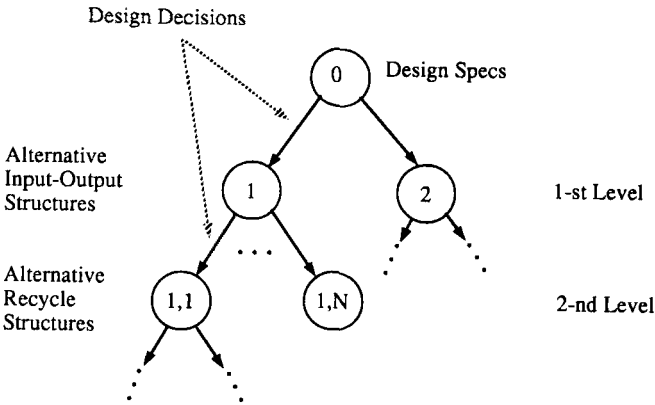 Design Decisions
0
Design Specs
Alternative
Input-Output
Structures
1
2
1-st Level
...
Alternative
Recycle
Structures
1,1
1,N
2-nd Level